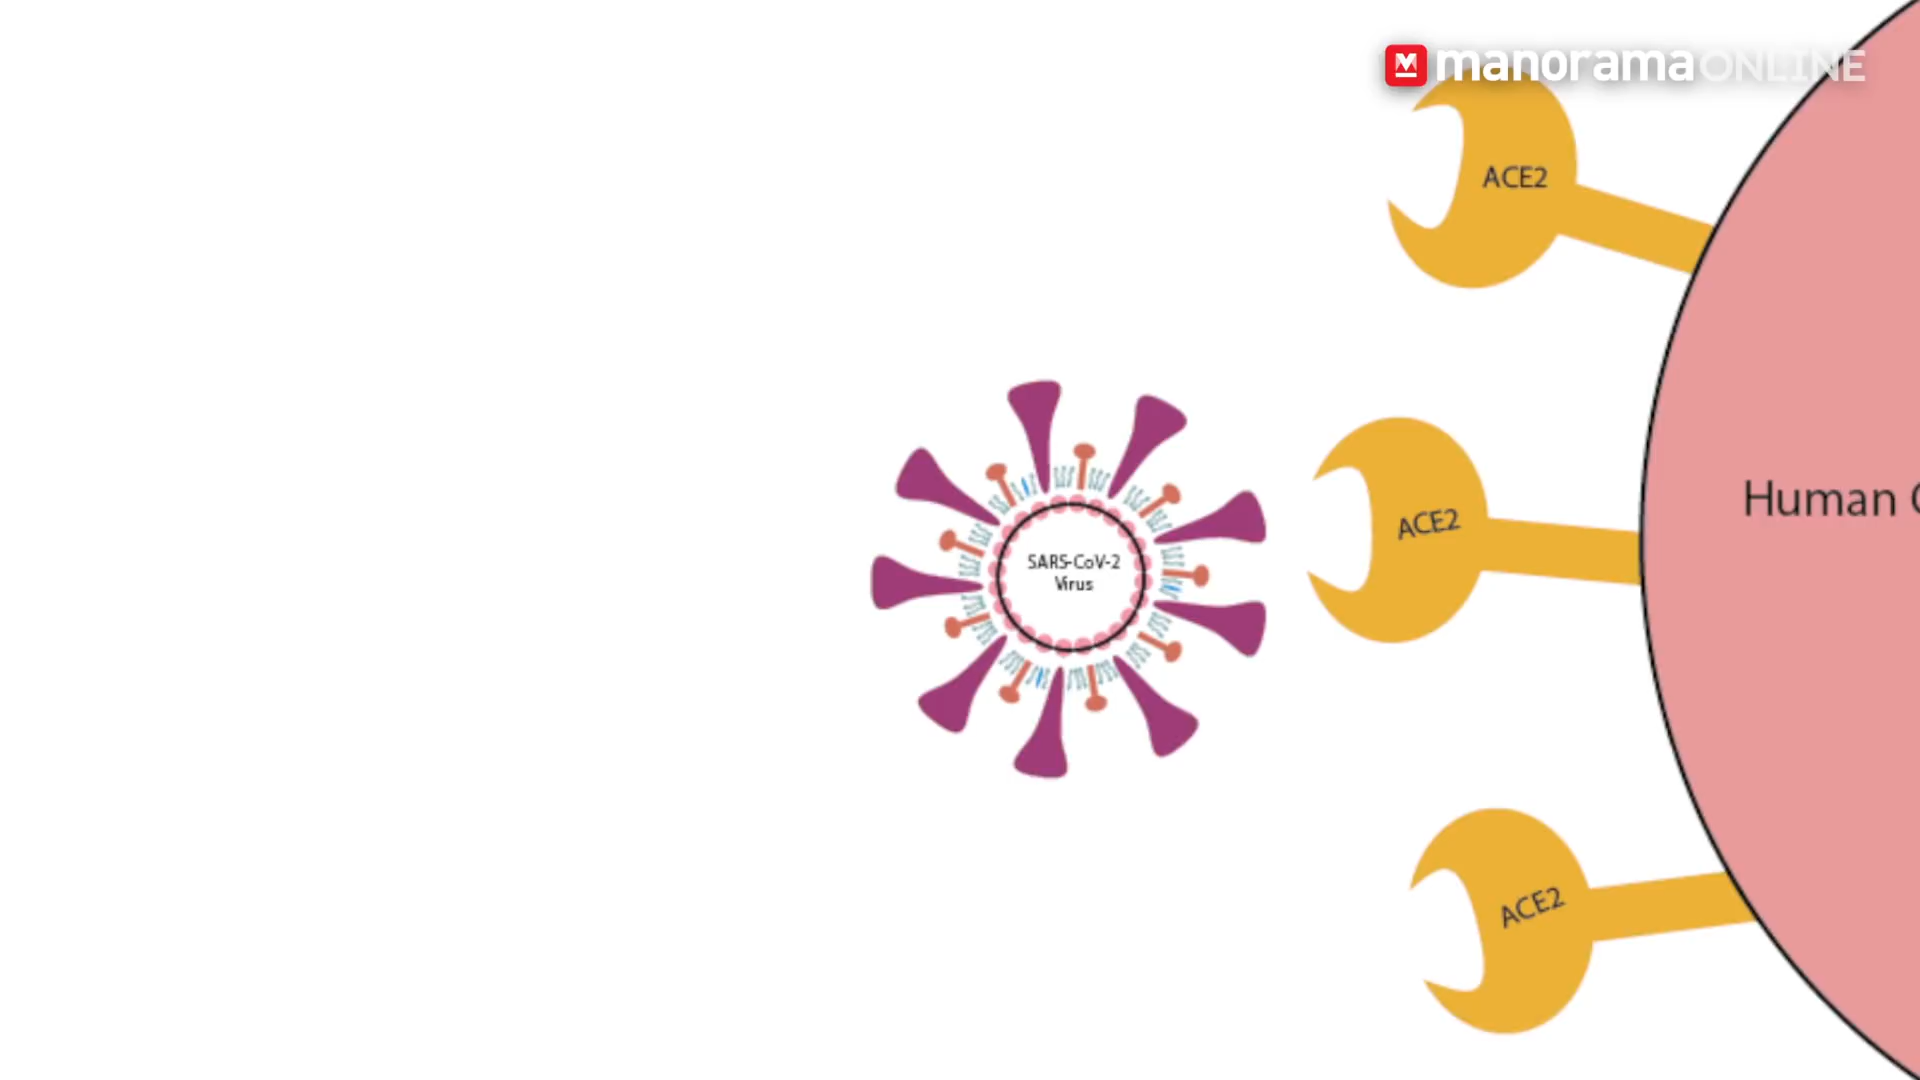 manoramaONLINE
ACE2
ACE2
Human
SARS-CoV-2
Virus
ACE2